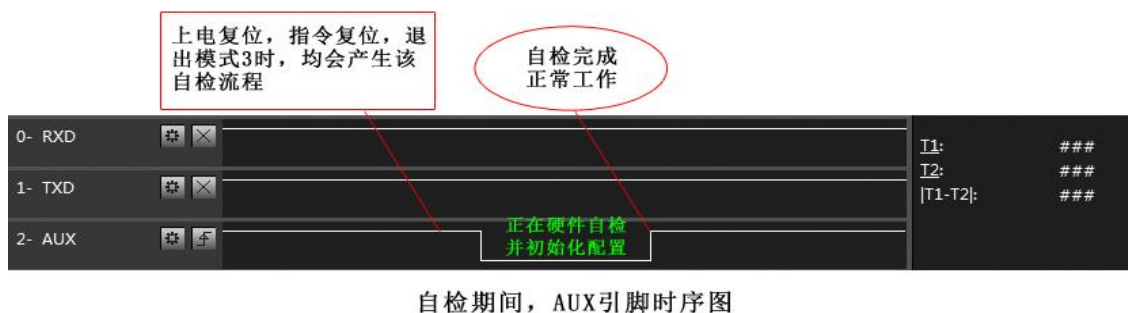 上电复位，指令复位，退
出模式3时，均会产生该
自检流程
自检完成
正常工作
0- RXD
1- TXD
2- AUX
正在硬件自检
并初始化配置
T1: ###
T2: ###
|T1-T2|: ###
自检期间，AUX引脚时序图